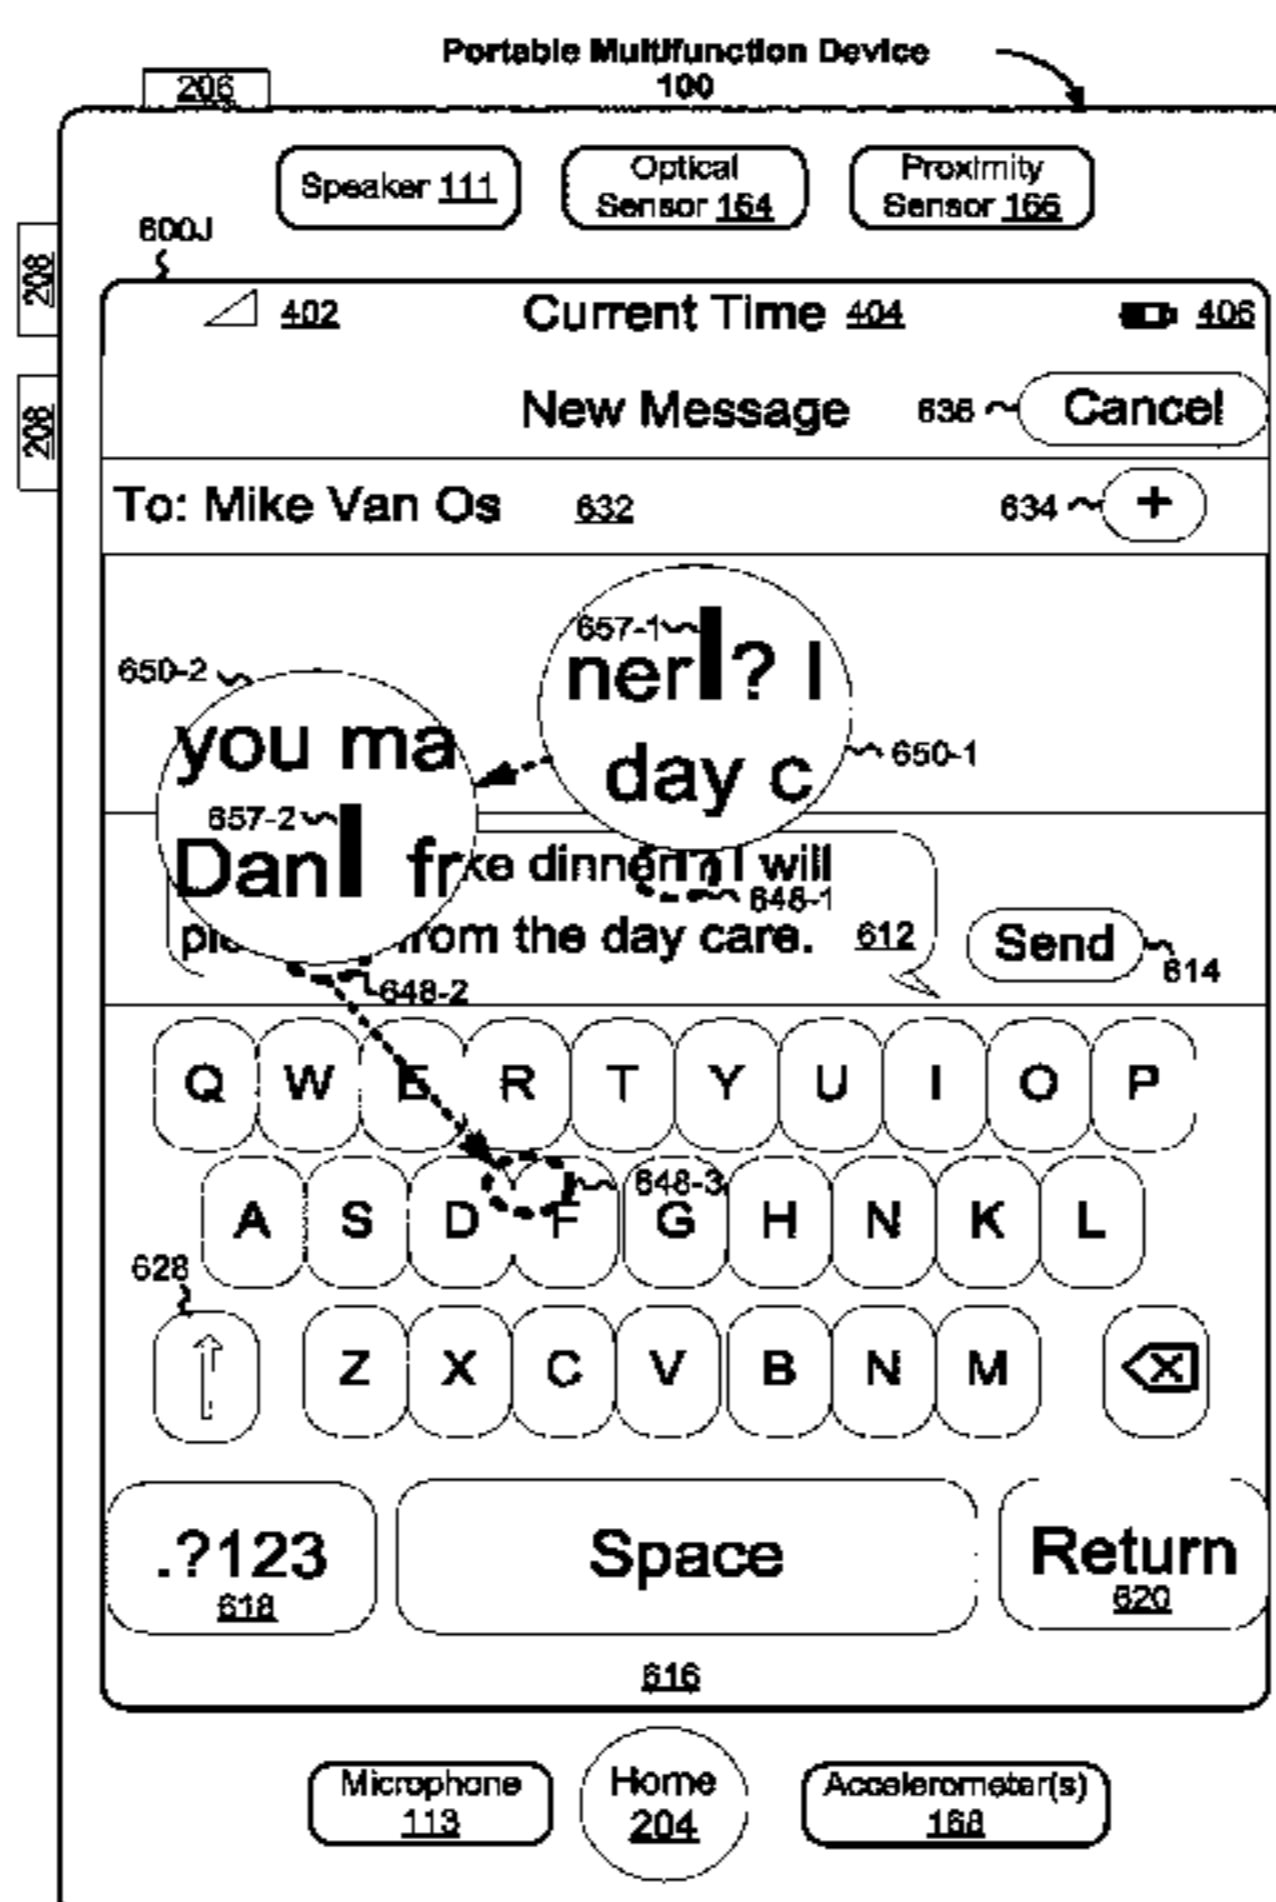 Portable Multifunction Device
100
206
Speaker 111
Optical
Sensor 164
Proximity
Sensor 166
600J
208
208
402 Current Time 404 406
New Message 636 Cancel
To: Mike Van Os 632 634 +
657-1
ner ? I
day c
650-1
650-2
you ma
657-2
Dan fr
ke dinner I will
648-1
from the day care. 612
Send
614
648-2
Q W E R T Y U I O P
648-3
A S D F G H N K L
628
Z X C V B N M
.?123
618
Space
Return
620
616
Microphone
113
Home
204
Accelerometer(s)
168